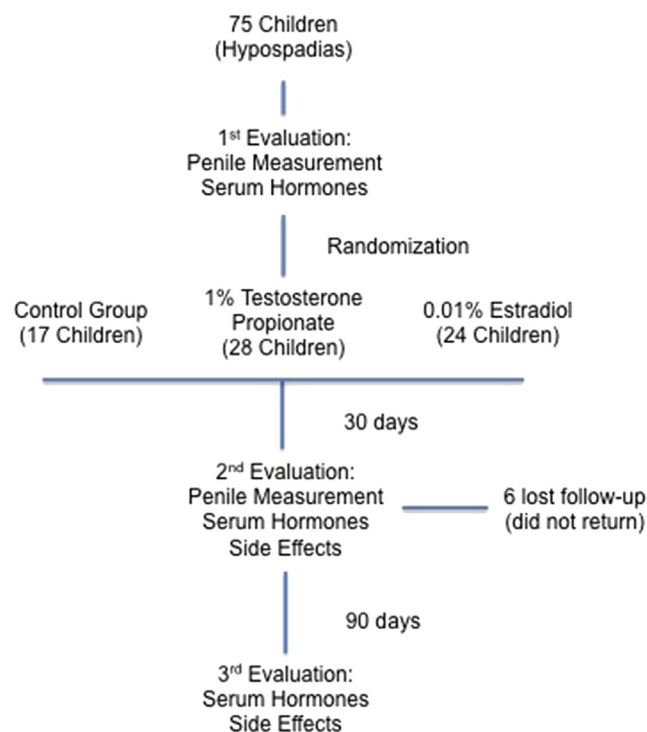 75 Children
(Hypospadias)
1st Evaluation:
Penile Measurement
Serum Hormones
Randomization
Control Group
(17 Children)
1% Testosterone
Propionate
(28 Children)
0.01% Estradiol
(24 Children)
30 days
2nd Evaluation:
Penile Measurement
Serum Hormones
Side Effects
6 lost follow-up
(did not return)
90 days
3rd Evaluation:
Serum Hormones
Side Effects